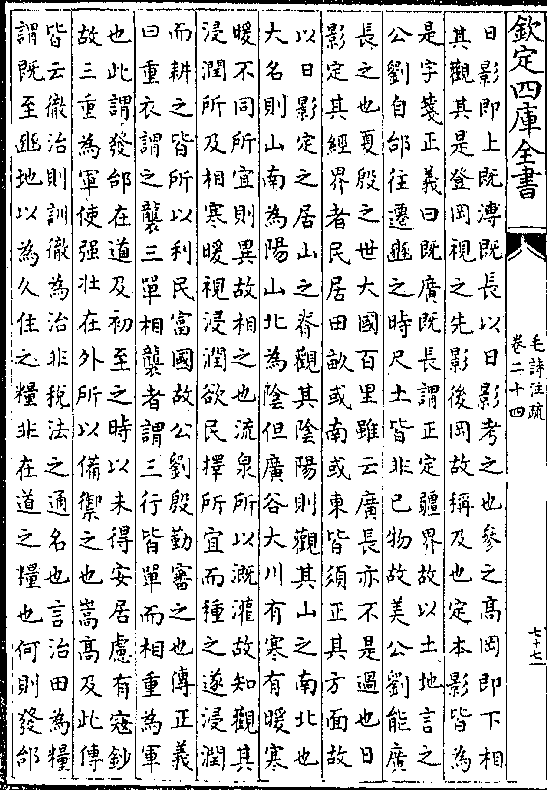 欽定四庫全書
毛詩注疏
卷二十四
七十七
日影即上既溥既長以日影考之也參之高岡即下相
其觀其是登岡視之先影後岡故稱及也定本影皆為
是字箋正義曰既廣既長謂正定疆界故以土地言之
公劉自邰往遷豳之時尺土皆非已物故美公劉能廣
長之也夏殷之世大國百里雖云廣長亦不是過也日
影定其經界者民居田畝或南或東皆須正其方面故
以日影定之居山之脊觀其陰陽則觀其山之南北也
大名則山南為陽山北為陰但廣谷大川有寒有暖寒
暖不同所宜則異故相之也流泉所以溉灌故知觀其
浸潤所及相寒暖視浸潤欲民擇所宜而種之遂浸潤
而耕之皆所以利民富國故公劉殷勤審之也傳正義
曰重衣謂之襲三單相襲者謂三行皆單而相重為軍
也此謂發邰在道及初至之時以未得安居慮有寇鈔
故三重為軍使强壯在外所以備禦之也嵩高及此傳
皆云徹治則訓徹為治非稅法之通名也言治田為糧
謂既至豳地以為久住之糧非在道之糧也何則發邰